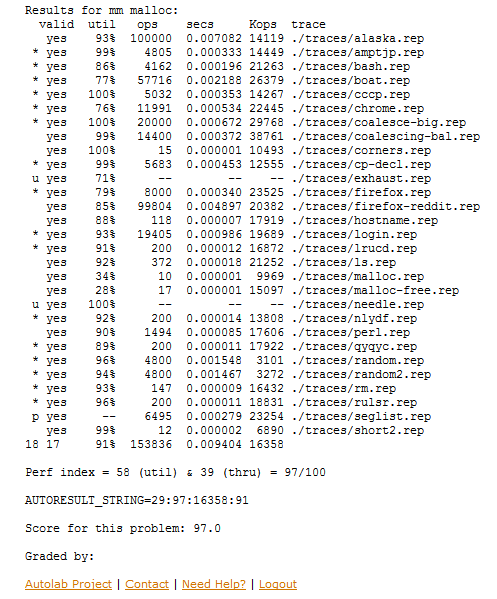 Results for mm malloc:
valid util ops secs Kops trace
yes 93% 100000 0.007082 14119 ./traces/alaska.rep
* yes 99% 4805 0.000333 14449 ./traces/amptjp.rep
* yes 86% 4162 0.000196 21263 ./traces/bash.rep
* yes 77% 57716 0.002188 26379 ./traces/boat.rep
* yes 100% 5032 0.000353 14267 ./traces/cccp.rep
* yes 76% 11991 0.000534 22445 ./traces/chrome.rep
* yes 100% 20000 0.000672 29768 ./traces/coalesce-big.rep
yes 99% 14400 0.000372 38761 ./traces/coalescing-bal.rep
yes 100% 15 0.000001 10493 ./traces/corners.rep
* yes 99% 5683 0.000453 12555 ./traces/cp-decl.rep
u yes 71% -- -- -- ./traces/exhaust.rep
* yes 79% 8000 0.000340 23525 ./traces/firefox.rep
yes 85% 99804 0.004897 20382 ./traces/firefox-reddit.rep
yes 88% 118 0.000007 17919 ./traces/hostname.rep
* yes 93% 19405 0.000986 19689 ./traces/login.rep
* yes 91% 200 0.000012 16872 ./traces/lrucd.rep
yes 92% 372 0.000018 21252 ./traces/ls.rep
yes 34% 10 0.000001 9969 ./traces/malloc.rep
yes 28% 17 0.000001 15097 ./traces/malloc-free.rep
u yes 100% -- -- -- ./traces/needle.rep
* yes 92% 200 0.000014 13808 ./traces/nlydf.rep
yes 90% 1494 0.000085 17606 ./traces/perl.rep
* yes 89% 200 0.000011 17922 ./traces/qyqyc.rep
* yes 96% 4800 0.001548 3101 ./traces/random.rep
* yes 94% 4800 0.001467 3272 ./traces/random2.rep
* yes 93% 147 0.000009 16432 ./traces/rm.rep
* yes 96% 200 0.000011 18831 ./traces/rulsr.rep
p yes -- 6495 0.000279 23254 ./traces/seglist.rep
yes 99% 12 0.000002 6890 ./traces/short2.rep
18 17 91% 153836 0.009404 16358
Perf index = 58 (util) & 39 (thru) = 97/100
AUTORESULT_STRING=29:97:16358:91
Score for this problem: 97.0
Graded by:
Autolab Project | Contact | Need Help? | Logout